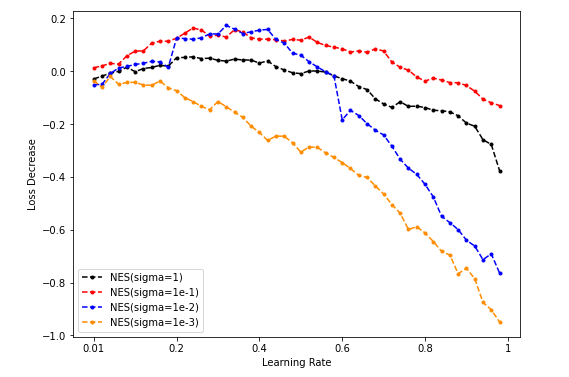 0.2
0.0
−0.2
−0.4
−0.6
−0.8
−1.0
Loss Decrease
NES(sigma=1)
NES(sigma=1e-1)
NES(sigma=1e-2)
NES(sigma=1e-3)
0.01 0.2 0.4 0.6 0.8 1
Learning Rate